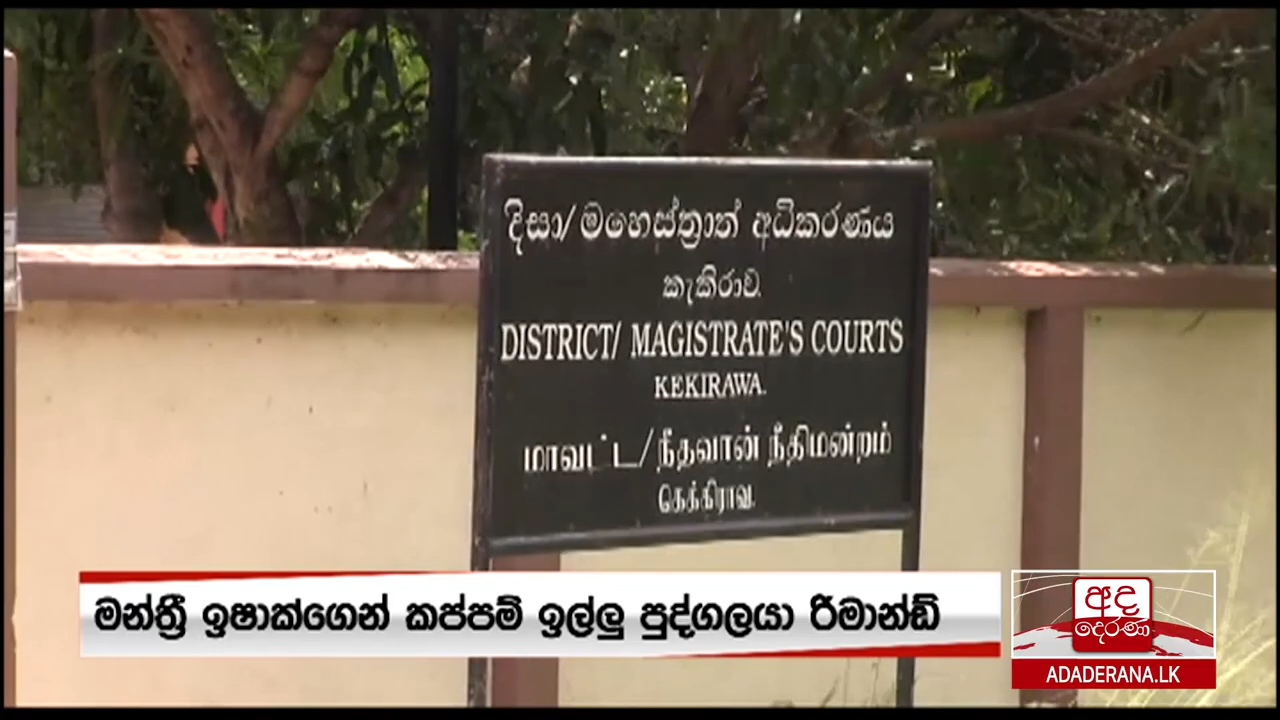 දිසා/ මහෙස්ත්‍රාත් අධිකරණය
කැකිරාව.
DISTRICT/ MAGISTRATE'S COURTS
KEKIRAWA.
மாவட்ட/நீதவான் நீதிமன்றம்
கெக்கிராவ.
මන්ත්‍රී ඉෂාක්ගෙන් කප්පම් ඉල්ලු පුද්ගලයා රිමාන්ඩ්
අද
දෙරණ
ADADERANA.LK